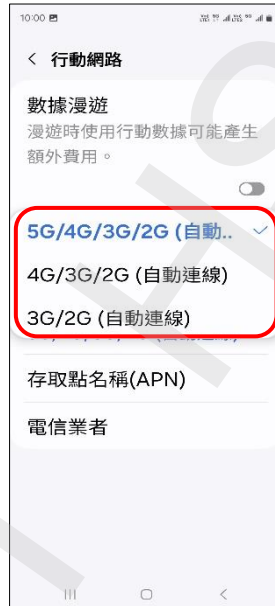 10:00
行動網路
數據漫遊
漫遊時使用行動數據可能產生
額外費用。
5G/4G/3G/2G (自動..
4G/3G/2G (自動連線)
3G/2G (自動連線)
存取點名稱(APN)
電信業者